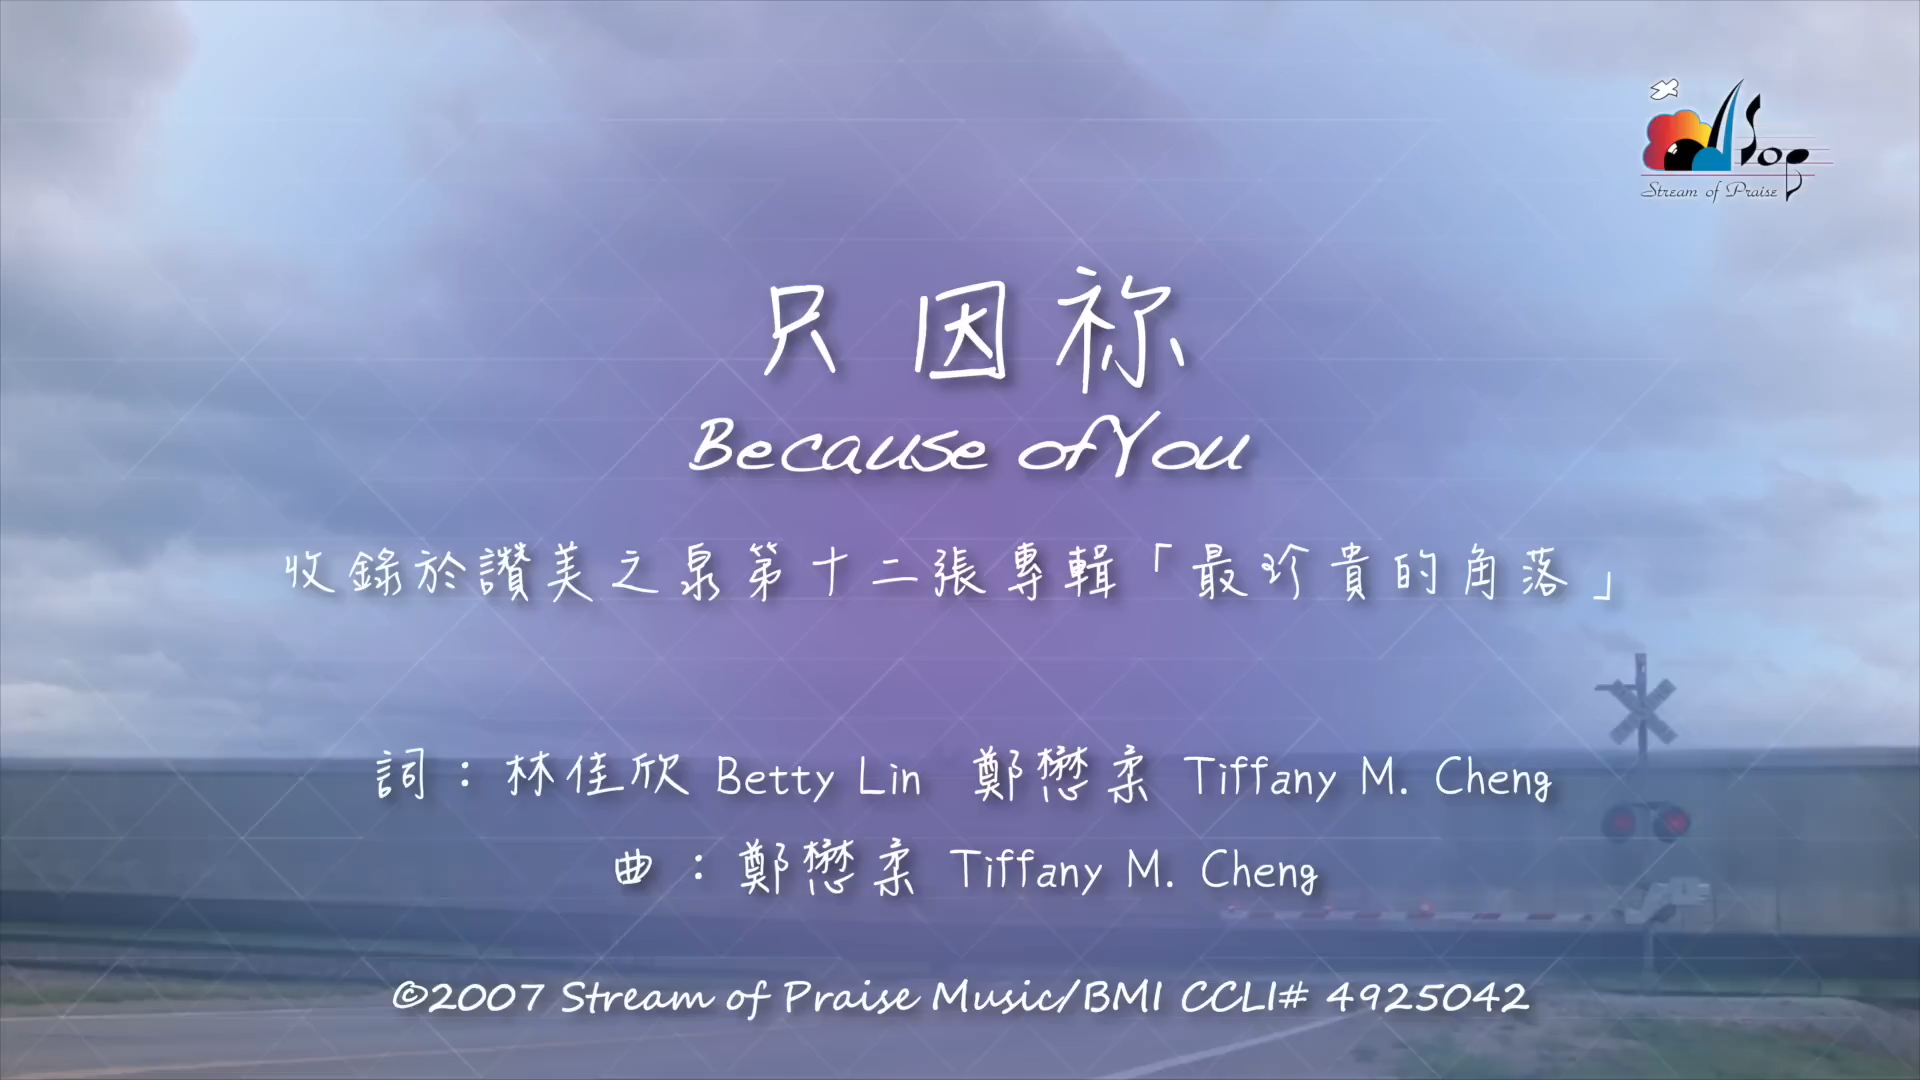 Sop
Stream of Praise
只因祢
Because of You
收錄於讚美之泉第十二張專輯「最珍貴的角落」
詞：林佳欣 Betty Lin 鄭懋柔 Tiffany M. Cheng
曲：鄭懋柔 Tiffany M. Cheng
©2007 Stream of Praise Music/BMI CCLI# 4925042